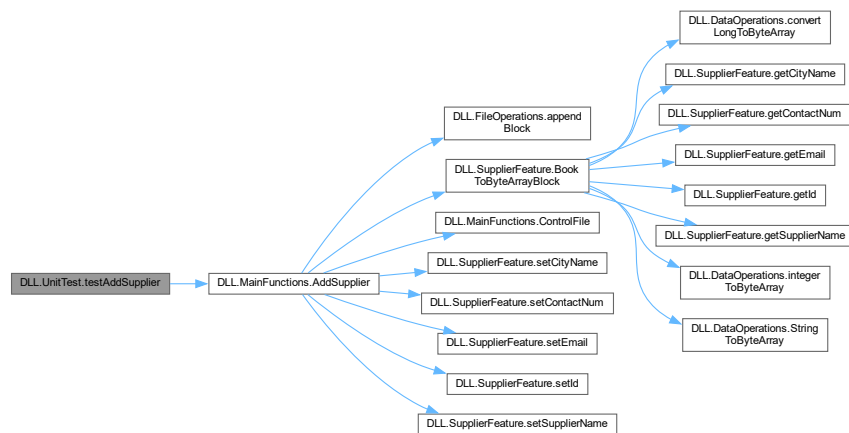 DLL.UnitTest.testAddSupplier
DLL.MainFunctions.AddSupplier
DLL.FileOperations.append
Block
DLL.SupplierFeature.Book
ToByteArrayBlock
DLL.MainFunctions.ControlFile
DLL.SupplierFeature.setCityName
DLL.SupplierFeature.setContactNum
DLL.SupplierFeature.setEmail
DLL.SupplierFeature.setId
DLL.SupplierFeature.setSupplierName
DLL.DataOperations.convert
LongToByteArray
DLL.SupplierFeature.getCityName
DLL.SupplierFeature.getContactNum
DLL.SupplierFeature.getEmail
DLL.SupplierFeature.getId
DLL.SupplierFeature.getSupplierName
DLL.DataOperations.integer
ToByteArray
DLL.DataOperations.String
ToByteArray